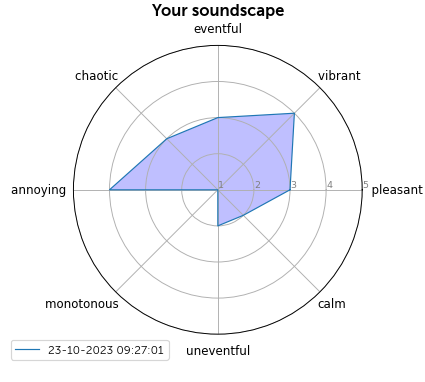 Your soundscape
eventful
chaotic
vibrant
annoying
1 2 3 4 5
pleasant
monotonous
calm
uneventful
23-10-2023 09:27:01